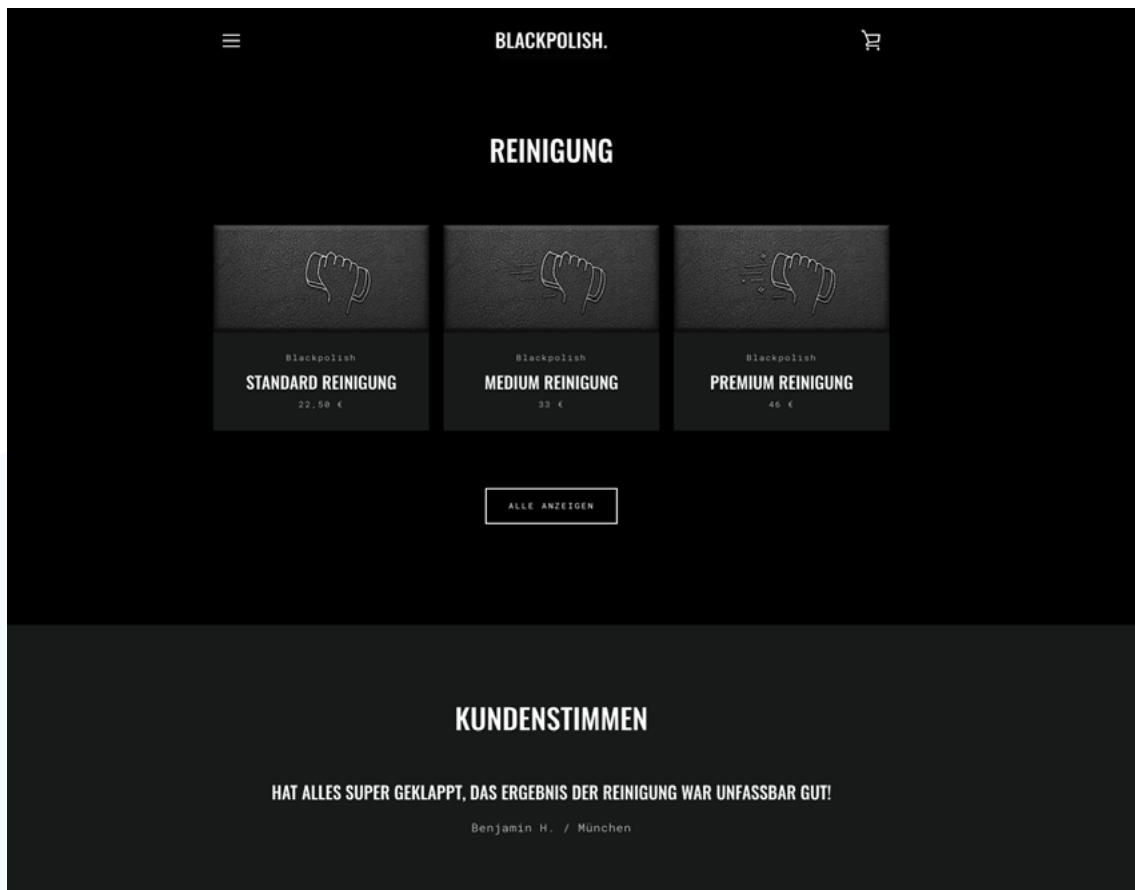 BLACKPOLISH.
REINIGUNG
Blackpolish
STANDARD REINIGUNG
22,50 €
Blackpolish
MEDIUM REINIGUNG
33 €
Blackpolish
PREMIUM REINIGUNG
46 €
ALLE ANZEIGEN
KUNDENSTIMMEN
HAT ALLES SUPER GEKLAPPT, DAS ERGEBNIS DER REINIGUNG WAR UNFASSBAR GUT!
Benjamin H. / München